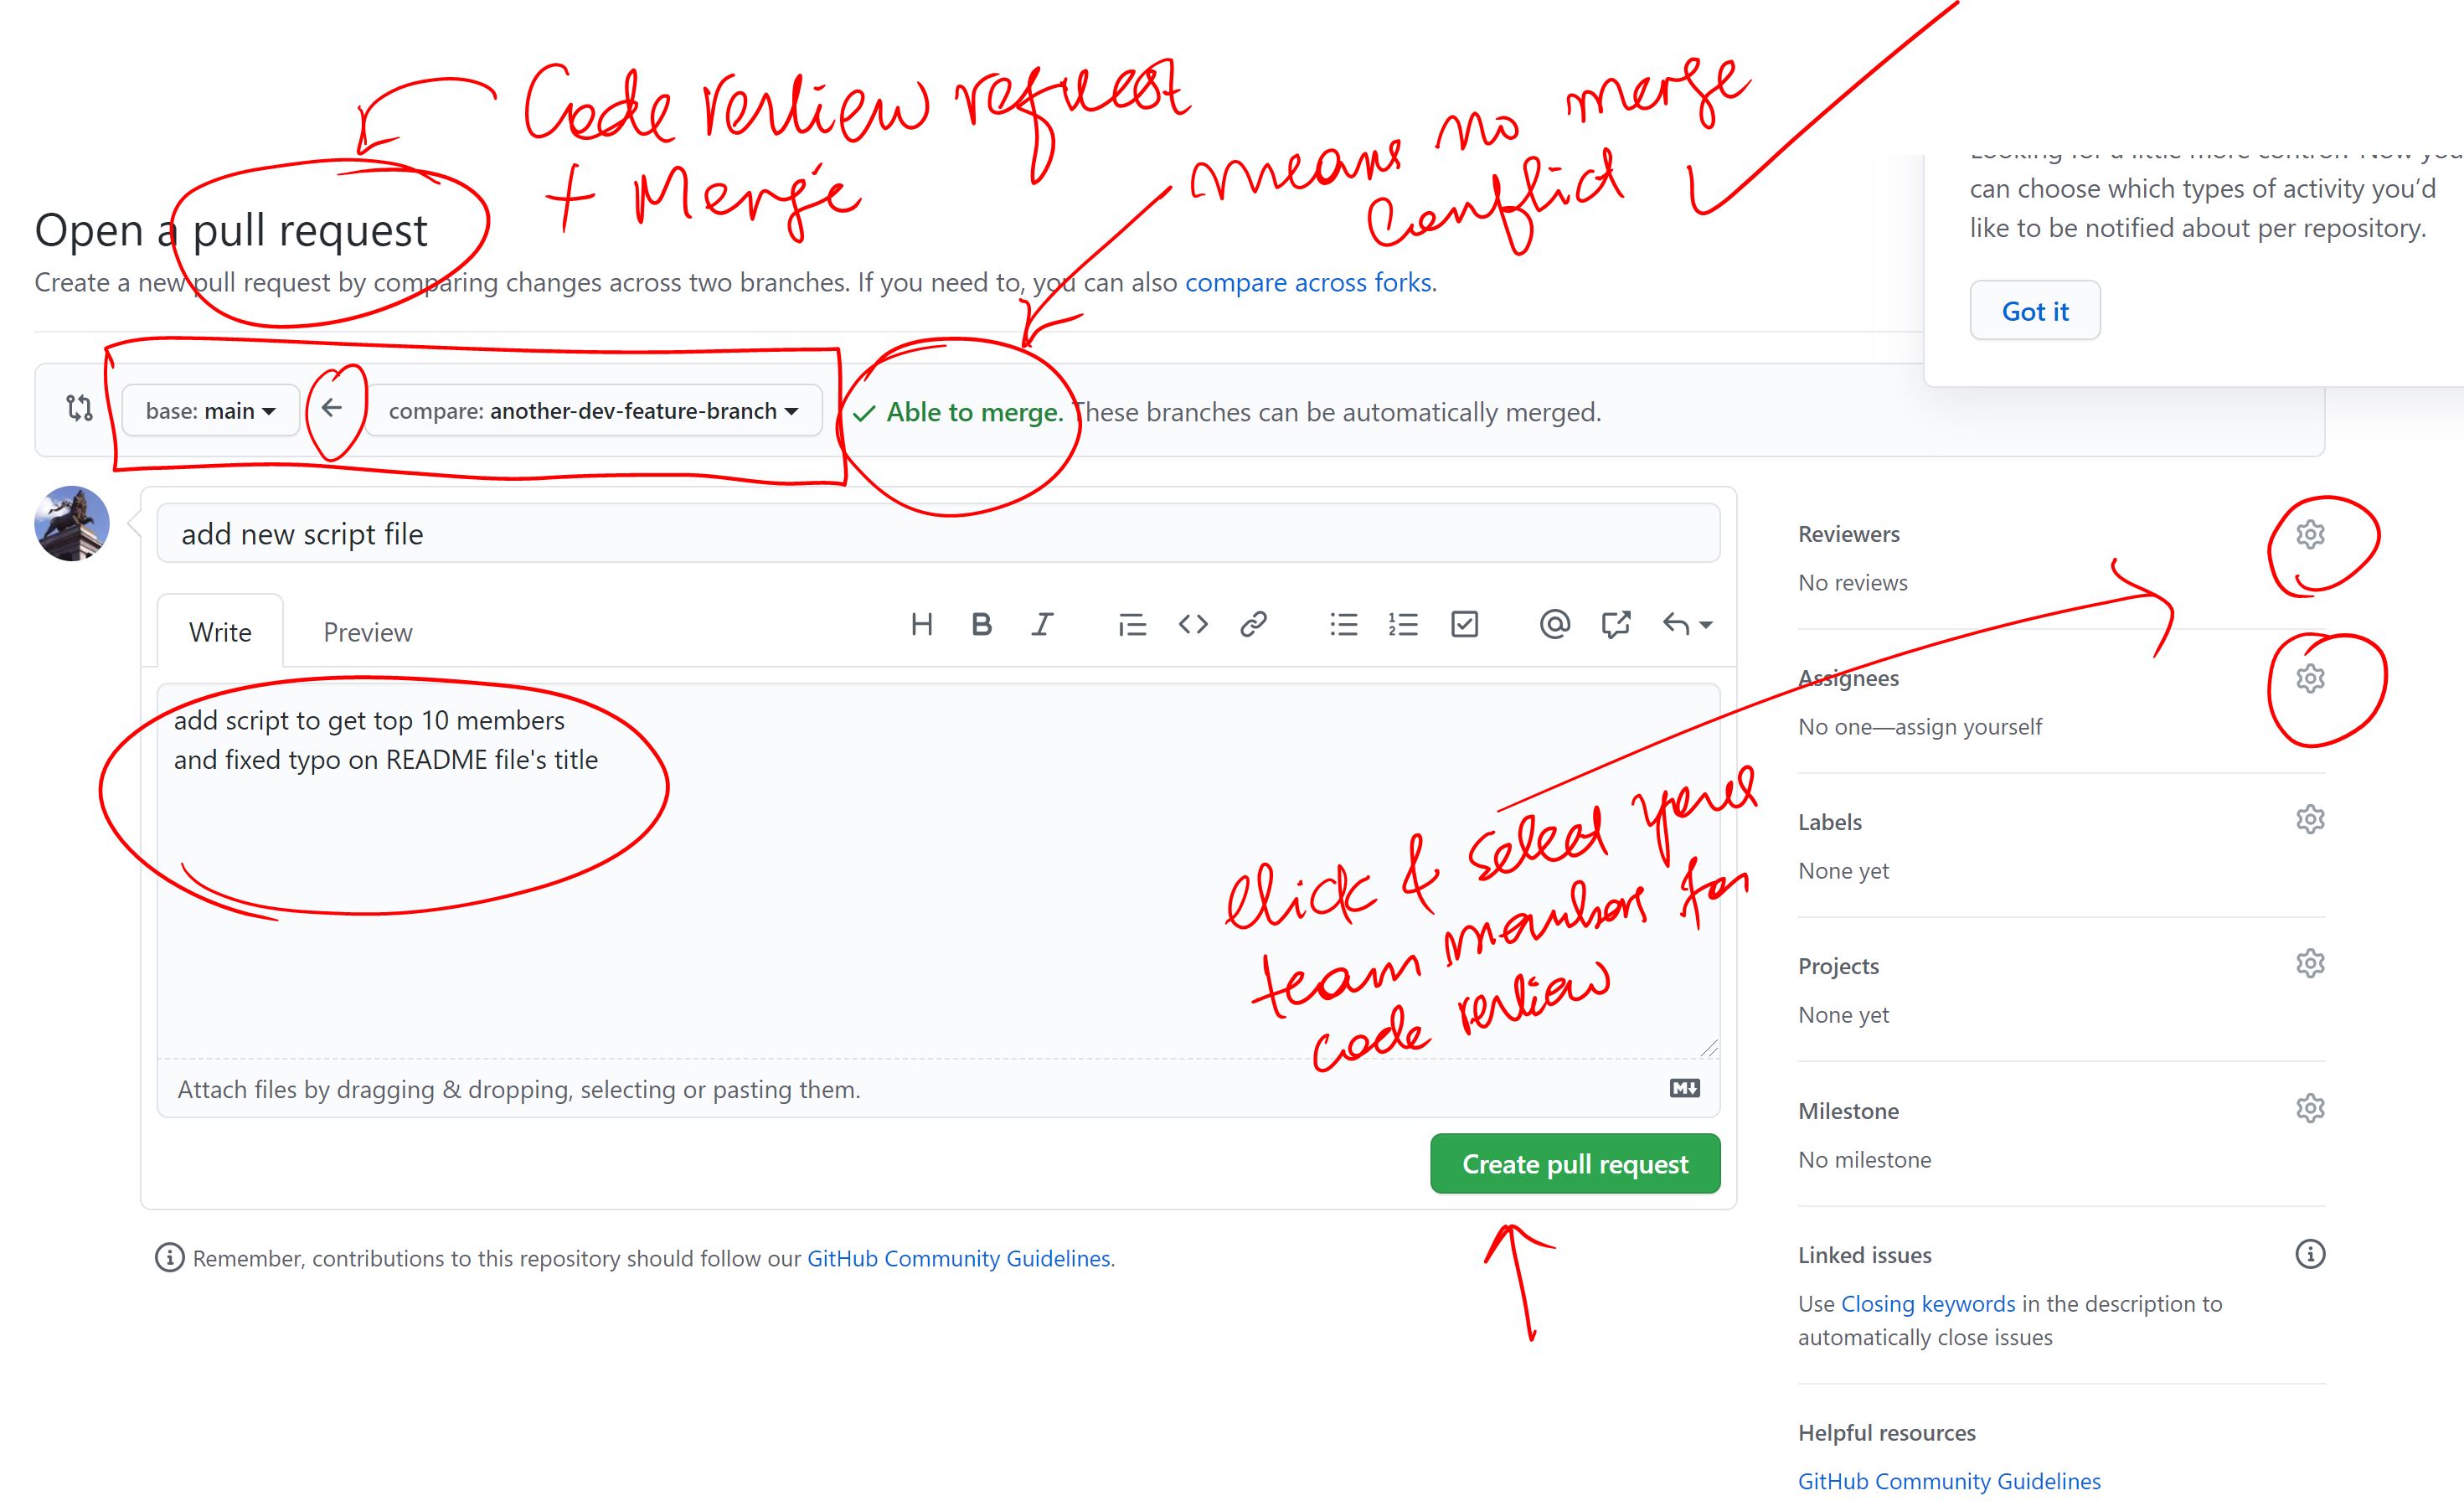 Code review request
+ Merge
means no merge
conflict
Open a pull request
Create a new pull request by comparing changes across two branches. If you need to, you can also compare across forks.
can choose which types of activity you'd
like to be notified about per repository.
Got it
base: main
compare: another-dev-feature-branch
Able to merge. These branches can be automatically merged.
add new script file
Write
Preview
add script to get top 10 members
and fixed typo on README file's title
click & select your
team members for
code review
Attach files by dragging & dropping, selecting or pasting them.
Create pull request
Remember, contributions to this repository should follow our GitHub Community Guidelines.
Reviewers
No reviews
Assignees
No one—assign yourself
Labels
None yet
Projects
None yet
Milestone
No milestone
Linked issues
Use Closing keywords in the description to
automatically close issues
Helpful resources
GitHub Community Guidelines